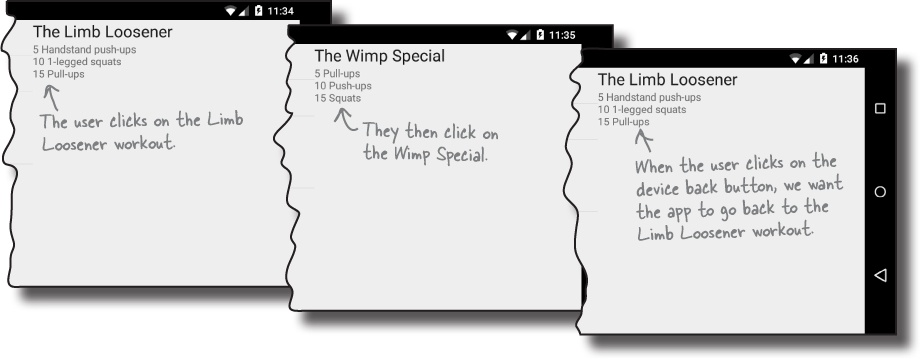 11:34
The Limb Loosener
5 Handstand push-ups
10 1-legged squats
15 Pull-ups
The user clicks on the Limb
Loosener workout.
11:35
The Wimp Special
5 Pull-ups
10 Push-ups
15 Squats
They then click on
the Wimp Special.
11:36
The Limb Loosener
5 Handstand push-ups
10 1-legged squats
15 Pull-ups
When the user clicks on the
device back button, we want
the app to go back to the
Limb Loosener workout.